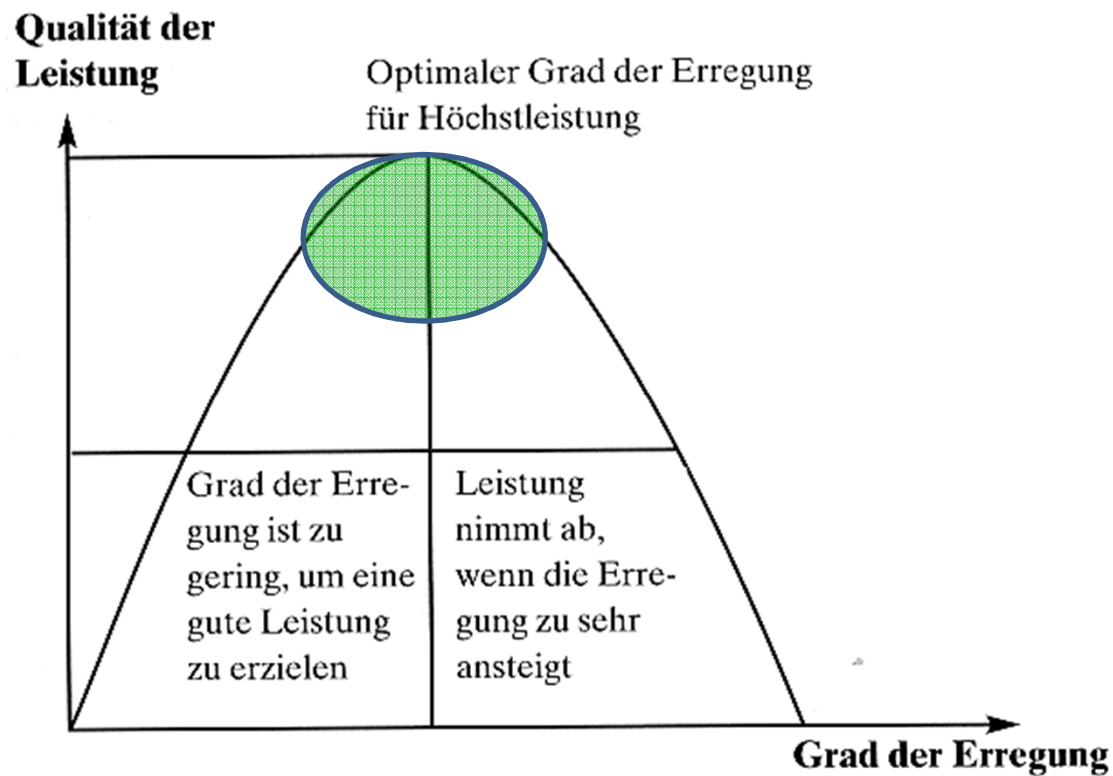 Qualität der
Leistung
Optimaler Grad der Erregung
für Höchstleistung
Grad der Erre-
gung ist zu
gering, um eine
gute Leistung
zu erzielen
Leistung
nimmt ab,
wenn die Erre-
gung zu sehr
ansteigt
Grad der Erregung